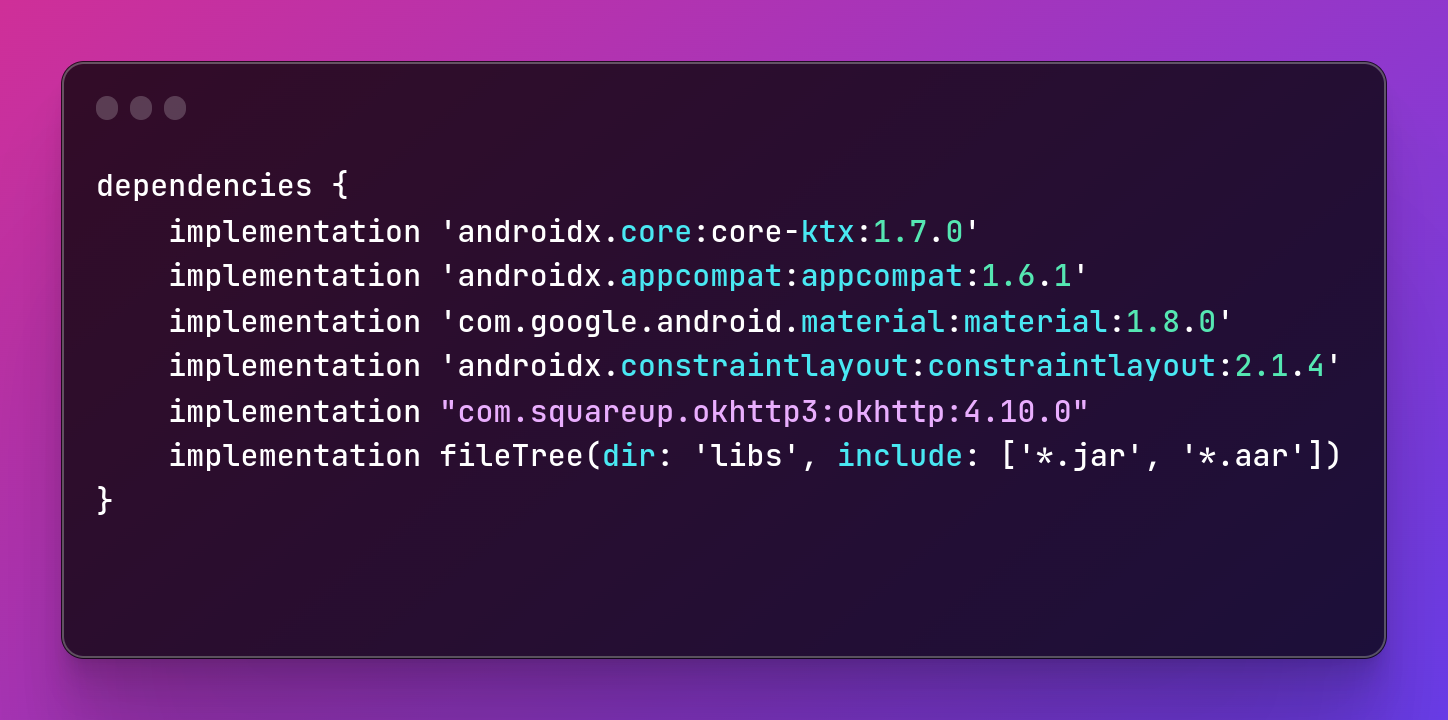 dependencies {
    implementation 'androidx.core:core-ktx:1.7.0'
    implementation 'androidx.appcompat:appcompat:1.6.1'
    implementation 'com.google.android.material:material:1.8.0'
    implementation 'androidx.constraintlayout:constraintlayout:2.1.4'
    implementation "com.squareup.okhttp3:okhttp:4.10.0"
    implementation fileTree(dir: 'libs', include: ['*.jar', '*.aar'])
}